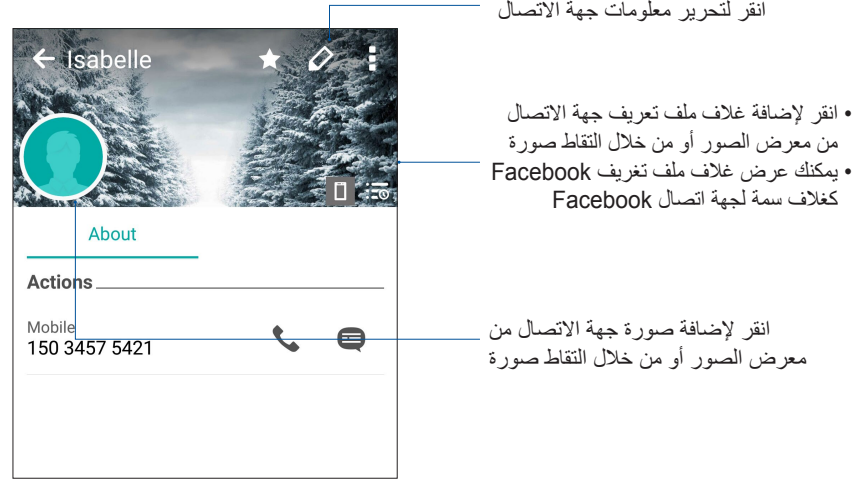 انقر لتحرير معلومات جهة الاتصال
Isabelle
• انقر لإضافة غلاف ملف تعريف جهة الاتصال
من معرض الصور أو من خلال التقاط صورة
• يمكنك عرض غلاف ملف تغريف Facebook
كغلاف سمة لجهة اتصال Facebook
About
Actions
Mobile
150 3457 5421
انقر لإضافة صورة جهة الاتصال من
معرض الصور أو من خلال التقاط صورة